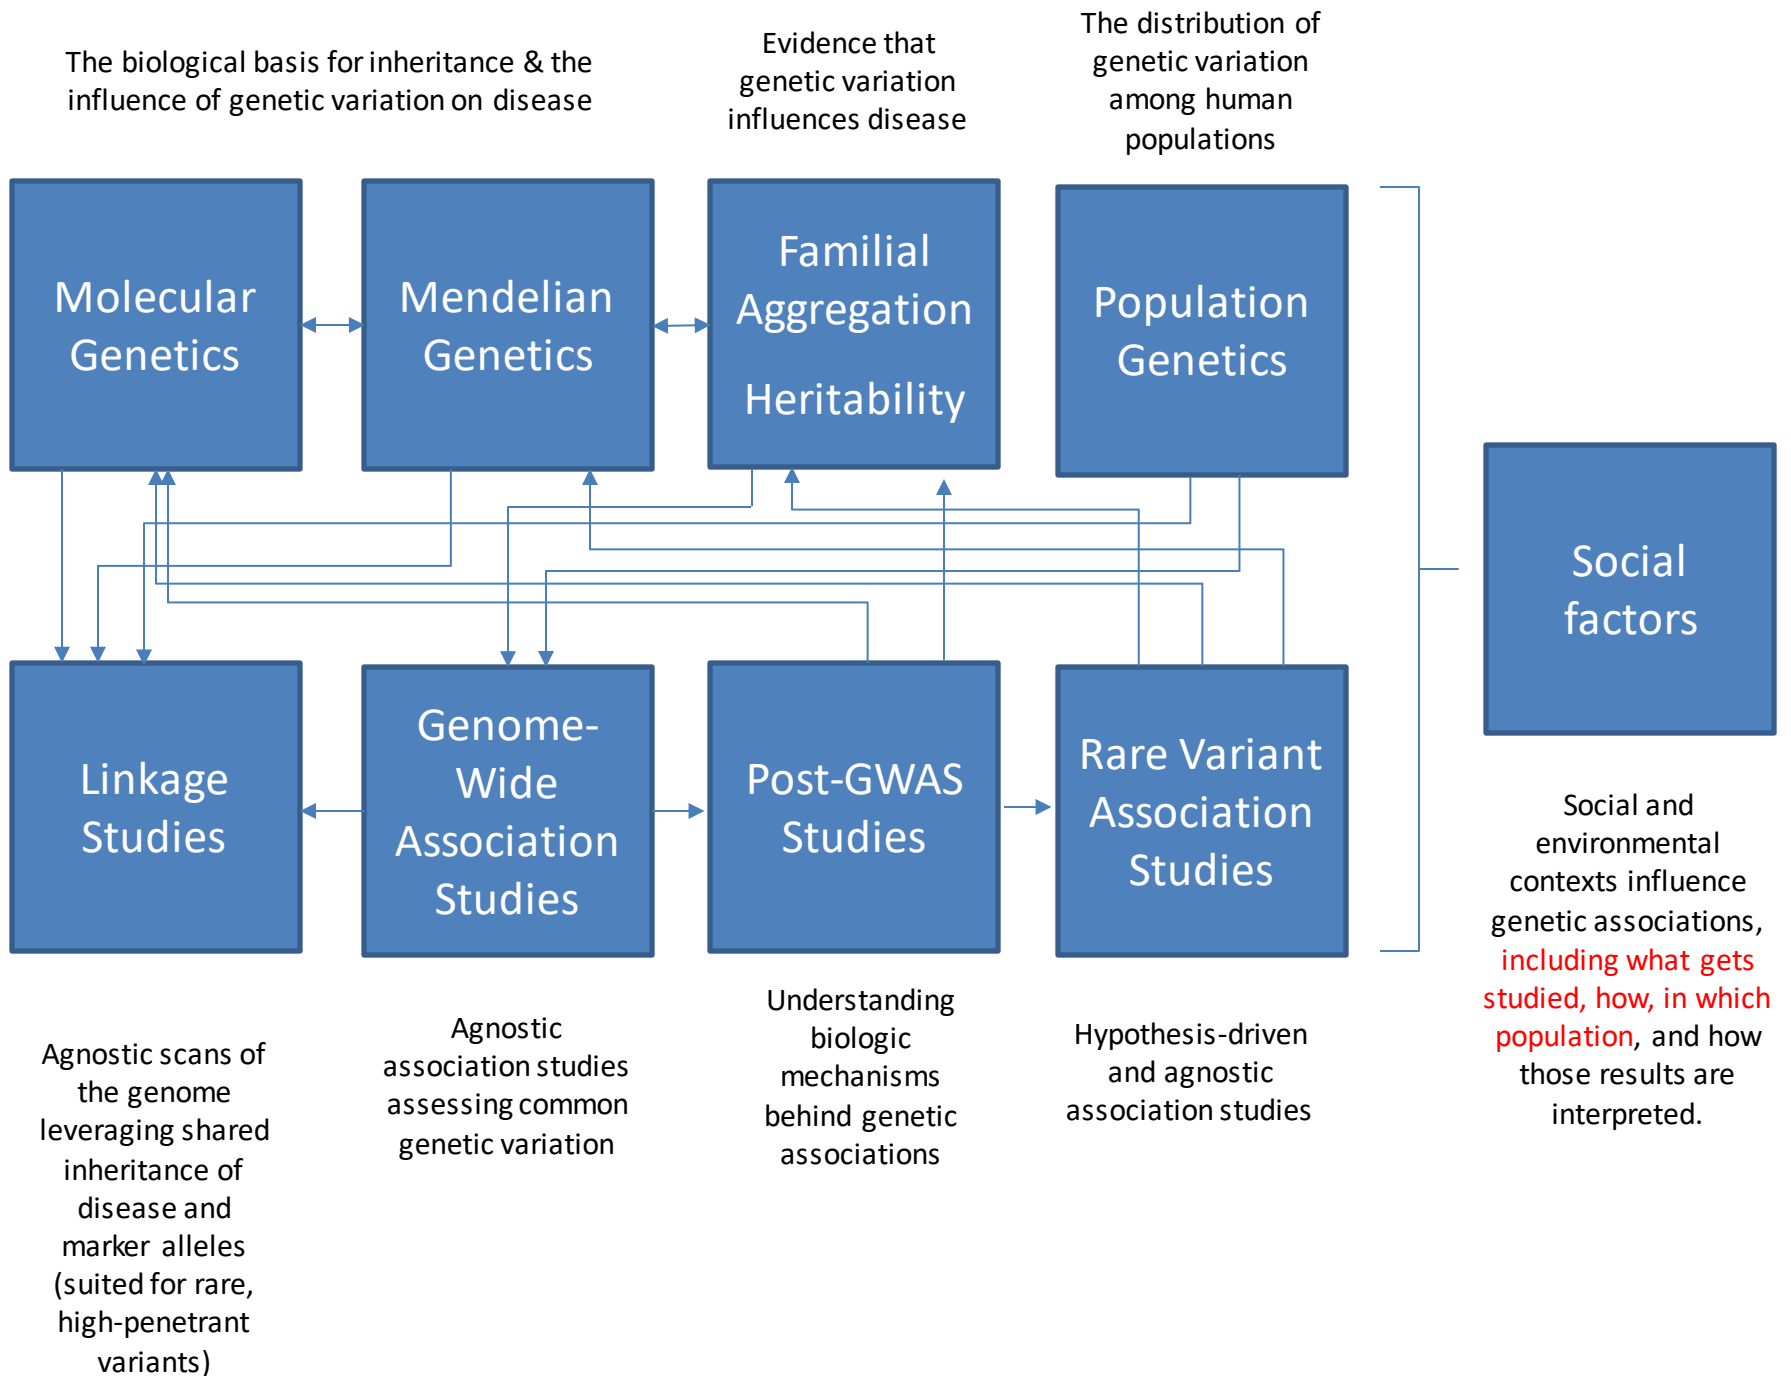 The biological basis for inheritance & the
influence of genetic variation on disease
Evidence that
genetic variation
influences disease
The distribution of
genetic variation
among human
populations
Molecular
Genetics
Mendelian
Genetics
Familial
Aggregation
Heritability
Population
Genetics
Social
factors
Linkage
Studies
Genome-
Wide
Association
Studies
Post-GWAS
Studies
Rare Variant
Association
Studies
Agnostic scans of
the genome
leveraging shared
inheritance of
disease and
marker alleles
(suited for rare,
high-penetrant
variants)
Agnostic
association studies
assessing common
genetic variation
Understanding
biologic
mechanisms
behind genetic
associations
Hypothesis-driven
and agnostic
association studies
Social and
environmental
contexts influence
genetic associations,
including what gets
studied, how, in which
population, and how
those results are
interpreted.